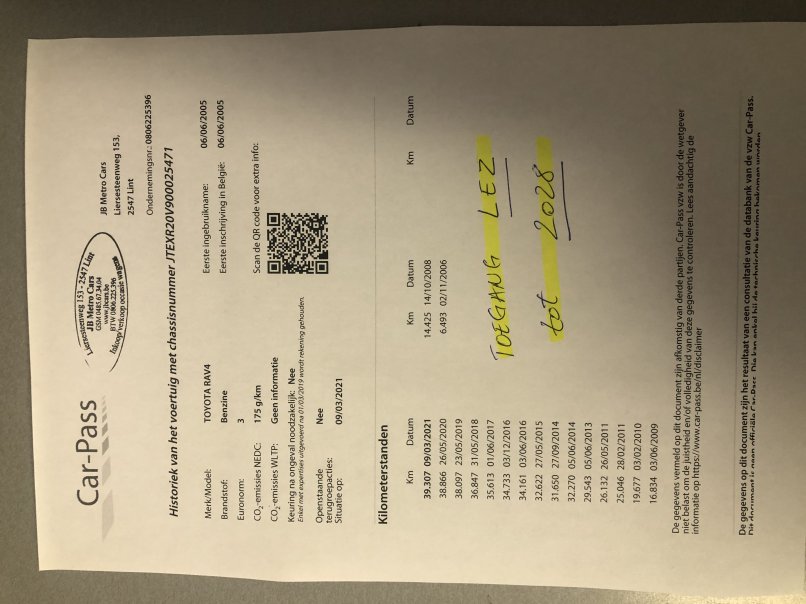 Car-Pass
Liersesteenweg 153 - 2547 Lint
JB Metro Cars
GSM 0485.67.34.04
www.jbcars.be
BTW 0806.225.396
Inkoop/verkoop occasie wagens
JB Metro Cars
Liersesteenweg 153,
2547 Lint
Ondernemingsnr.: 0806225396
Historiek van het voertuig met chassisnummer JTEXR20V900025471
Merk/Model: TOYOTA RAV4
Brandstof: Benzine
Euronorm: 3
CO₂-emissies NEDC: 175 g/km
CO₂-emissies WLTP: Geen informatie
Keuring na ongeval noodzakelijk: Nee
Enkel met expertises uitgevoerd na 01/03/2019 wordt rekening gehouden.
Openstaande Nee
terugroepacties:
Situatie op: 09/03/2021
Eerste ingebruikname: 06/06/2005
Eerste inschrijving in België: 06/06/2005
Scan de QR code voor extra info:
Kilometerstanden
Km Datum
39.307 09/03/2021
38.866 26/05/2020
38.097 23/05/2019
36.847 31/05/2018
35.613 01/06/2017
34.733 03/12/2016
34.161 03/06/2016
32.622 27/05/2015
31.650 27/09/2014
32.270 05/06/2014
29.543 05/06/2013
26.132 26/05/2011
25.046 28/02/2011
19.677 03/02/2010
16.834 03/06/2009
Km Datum
14.425 14/10/2008
6.493 02/11/2006
Km Datum
TOEGANG LEZ
tot 2028
De gegevens vermeld op dit document zijn afkomstig van derde partijen. Car-Pass vzw is door de wetgever
niet belast om de juistheid en/of volledigheid van deze gegevens te controleren. Lees aandachtig de
informatie op https://www.car-pass.be/nl/disclaimer
De gegevens op dit document zijn het resultaat van een consultatie van de databank van de vzw Car-Pass.
Dit document is geen officiële Car-Pass. Die kan enkel bij de technische keuring bekomen worden